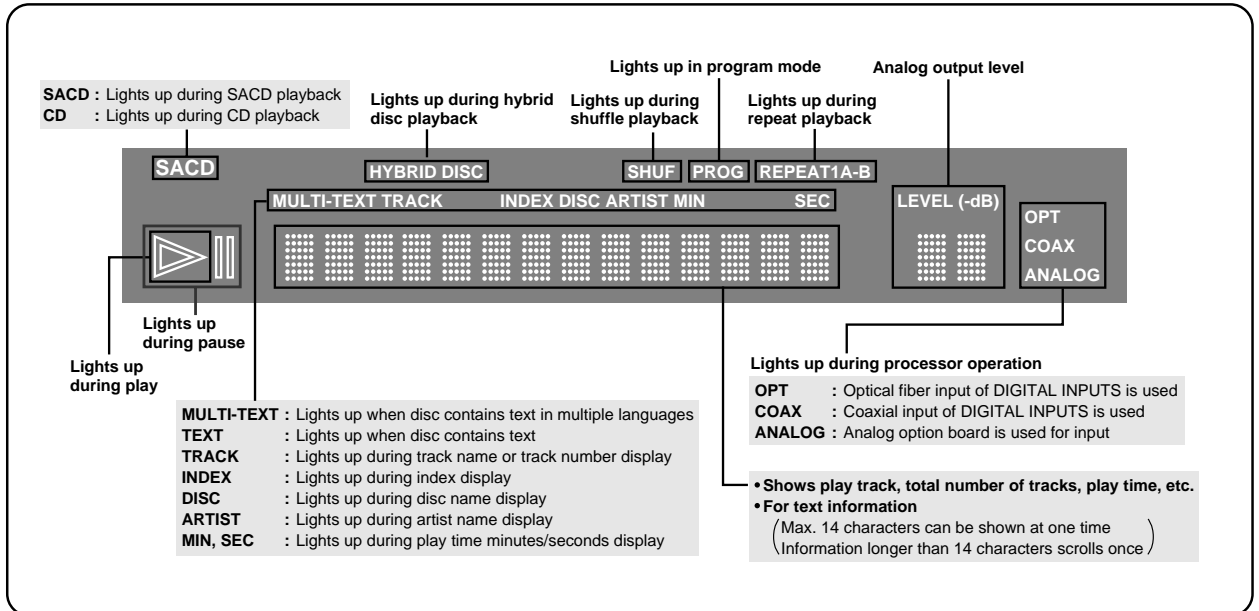 Lights up in program mode
Analog output level
SACD : Lights up during SACD playback
CD : Lights up during CD playback
Lights up during hybrid
disc playback
Lights up during
shuffle playback
Lights up during
repeat playback
SACD
HYBRID DISC
SHUF
PROG
REPEAT1A-B
MULTI-TEXT TRACK INDEX DISC ARTIST MIN SEC
LEVEL (-dB)
OPT
COAX
ANALOG
Lights up
during pause
Lights up
during play
MULTI-TEXT : Lights up when disc contains text in multiple languages
TEXT : Lights up when disc contains text
TRACK : Lights up during track name or track number display
INDEX : Lights up during index display
DISC : Lights up during disc name display
ARTIST : Lights up during artist name display
MIN, SEC : Lights up during play time minutes/seconds display
Lights up during processor operation
OPT : Optical fiber input of DIGITAL INPUTS is used
COAX : Coaxial input of DIGITAL INPUTS is used
ANALOG : Analog option board is used for input
• Shows play track, total number of tracks, play time, etc.
• For text information
(Max. 14 characters can be shown at one time
Information longer than 14 characters scrolls once)